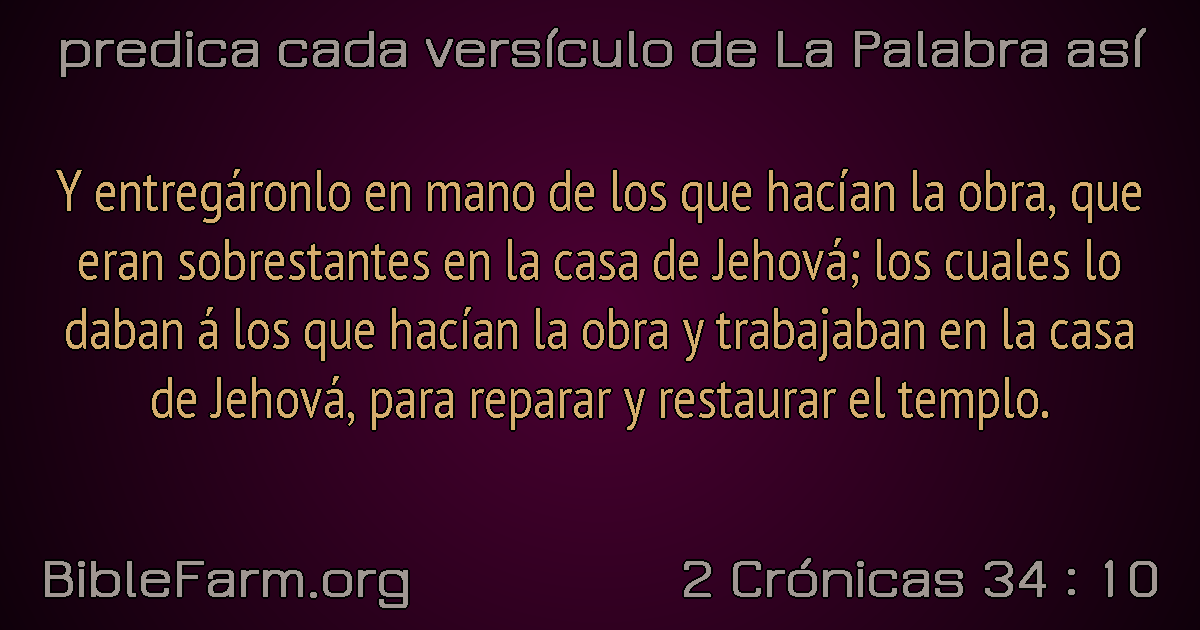 predica cada versículo de La Palabra así
Y entregáronlo en mano de los que hacían la obra, que
eran sobrestantes en la casa de Jehová; los cuales lo
daban á los que hacían la obra y trabajaban en la casa
de Jehová, para reparar y restaurar el templo.
BibleFarm.org
2 Crónicas 34 : 10